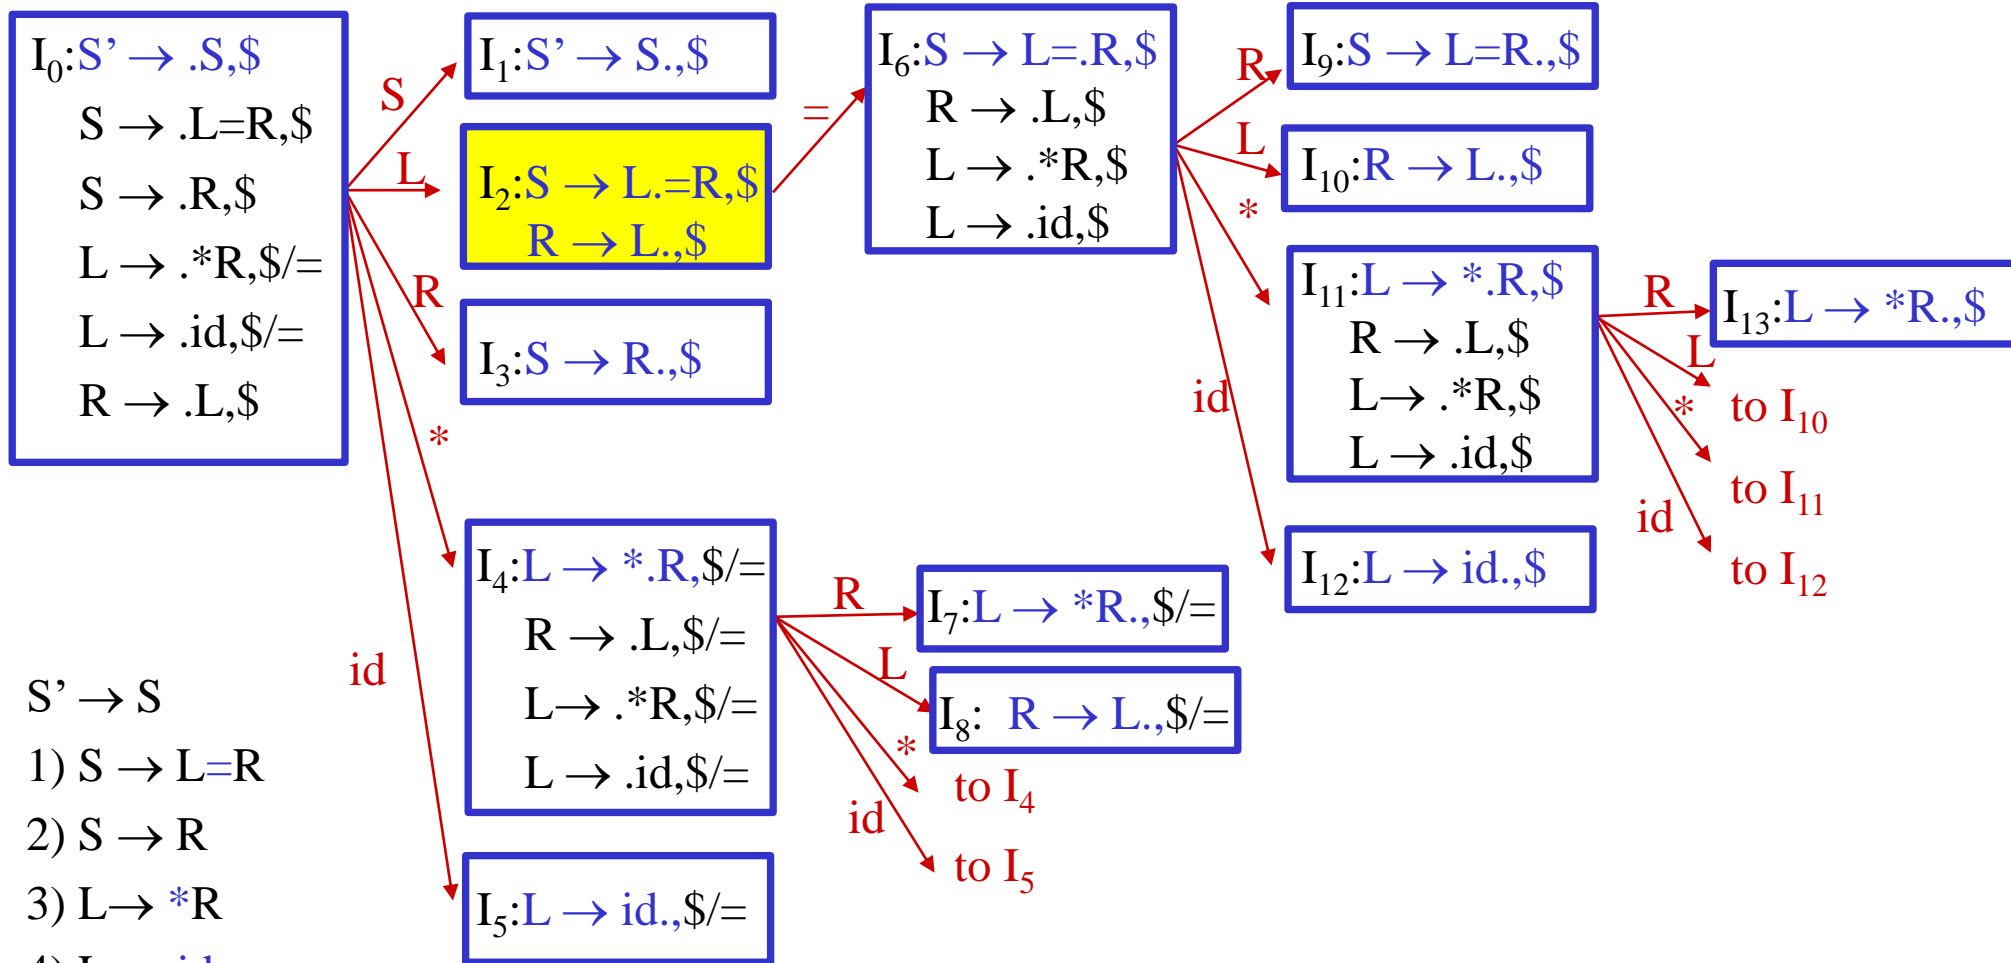 I₀:S’ → .S,$
S → .L=R,$
S → .R,$
L → .*R,$/=
L → .id,$/=
R → .L,$
S
L
R
*
id
I₁:S’ → S.,$
I₂:S → L.=R,$
R → L.,$
I₃:S → R.,$
I₄:L → *.R,$/=
R → .L,$/=
L→ .*R,$/=
L → .id,$/=
I₅:L → id.,$/=
=
I₆:S → L=.R,$
R → .L,$
L → .*R,$
L → .id,$
R
L
*
id
I₇:L → *R.,$/=
I₈: R → L.,$/=
to I₄
to I₅
R
L
*
id
I₉:S → L=R.,$
I₁₀:R → L.,$
I₁₁:L → *.R,$
R → .L,$
L→ .*R,$
L → .id,$
I₁₂:L → id.,$
R
L
*
id
I₁₃:L → *R.,$
to I₁₀
to I₁₁
to I₁₂
S’ → S
1) S → L=R
2) S → R
3) L→ *R